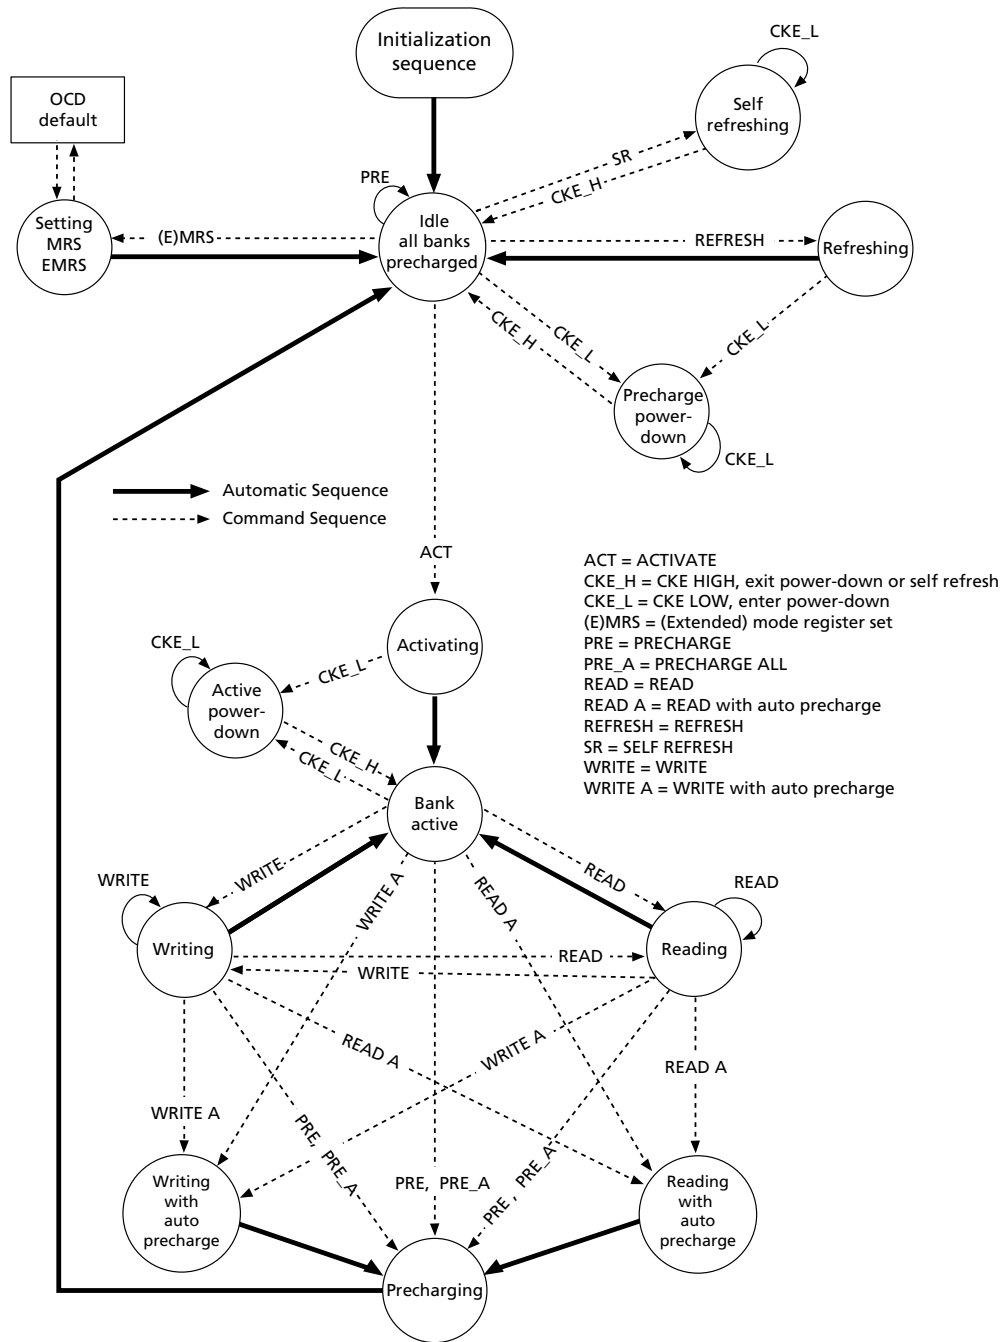 Initialization
sequence
CKE_L
OCD
default
Self
refreshing
SR
PRE
CKE_H
Setting
MRS
EMRS
(E)MRS
Idle
all banks
precharged
REFRESH
Refreshing
CKE_L
CKE_H
CKE_L
Precharge
power-
down
CKE_L
Automatic Sequence
Command Sequence
ACT
ACT = ACTIVATE
CKE_H = CKE HIGH, exit power-down or self refresh
CKE_L = CKE LOW, enter power-down
(E)MRS = (Extended) mode register set
PRE = PRECHARGE
PRE_A = PRECHARGE ALL
READ = READ
READ A = READ with auto precharge
REFRESH = REFRESH
SR = SELF REFRESH
WRITE = WRITE
WRITE A = WRITE with auto precharge
Activating
CKE_L
CKE_L
Active
power-
down
CKE_H
CKE_L
Bank
active
WRITE
READ
WRITE
WRITE A
READ A
READ
Writing
READ
WRITE
Reading
READ A
WRITE A
READ A
WRITE A
PRE, PRE_A
PRE, PRE_A
PRE, PRE_A
Writing
with
auto
precharge
Reading
with
auto
precharge
Precharging